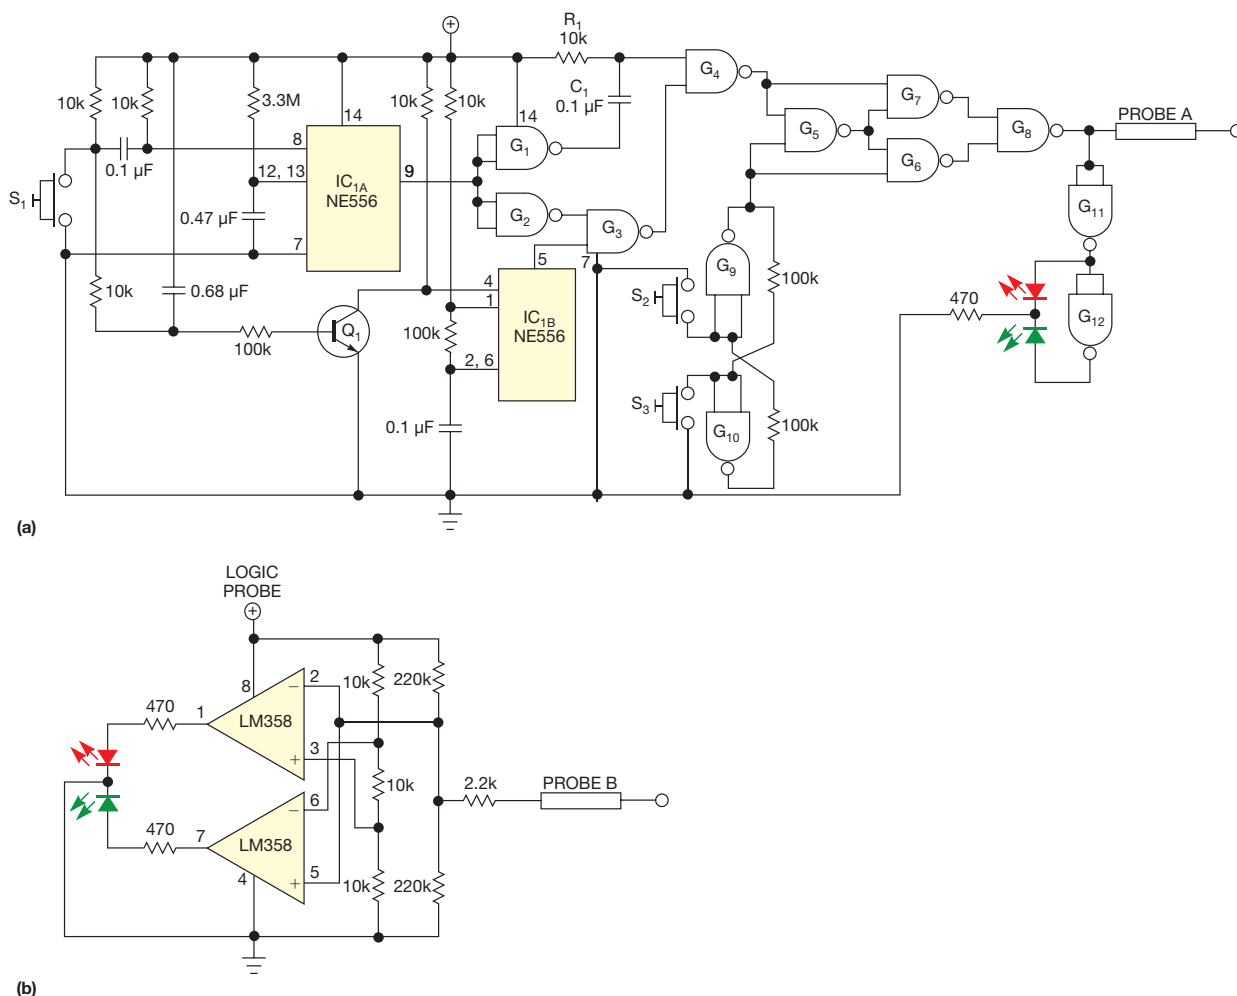 R1
10k
10k
10k
3.3M
14
10k
10k
14
C1
0.1 µF
G4
G7
G5
G8
PROBE A
G6
8
0.1 µF
12, 13
IC1A
NE556
9
G1
S1
0.47 µF
7
G2
G3
G11
5
7
G9
100k
10k
0.68 µF
4
1
S2
470
G12
Q1
100k
100k
IC1B
NE556
2, 6
S3
0.1 µF
G10
100k
(a)
LOGIC
PROBE
8
2
10k
220k
470
1
LM358
–
+
3
10k
2.2k
PROBE B
6
470
7
LM358
–
+
4
5
10k
220k
(b)